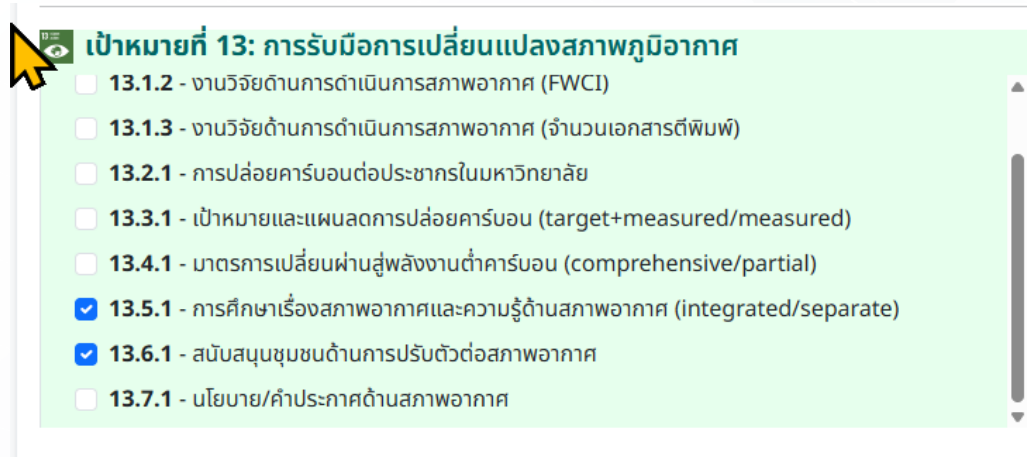 13
เป้าหมายที่ 13: การรับมือการเปลี่ยนแปลงสภาพภูมิอากาศ
13.1.2 - งานวิจัยด้านการดำเนินการสภาพอากาศ (FWCI)
13.1.3 - งานวิจัยด้านการดำเนินการสภาพอากาศ (จำนวนเอกสารตีพิมพ์)
13.2.1 - การปล่อยคาร์บอนต่อประชากรในมหาวิทยาลัย
13.3.1 - เป้าหมายและแผนลดการปล่อยคาร์บอน (target+measured/measured)
13.4.1 - มาตรการเปลี่ยนผ่านสู่พลังงานต่ำคาร์บอน (comprehensive/partial)
13.5.1 - การศึกษาเรื่องสภาพอากาศและความรู้ด้านสภาพอากาศ (integrated/separate)
13.6.1 - สนับสนุนชุมชนด้านการปรับตัวต่อสภาพอากาศ
13.7.1 - นโยบาย/คำประกาศด้านสภาพอากาศ